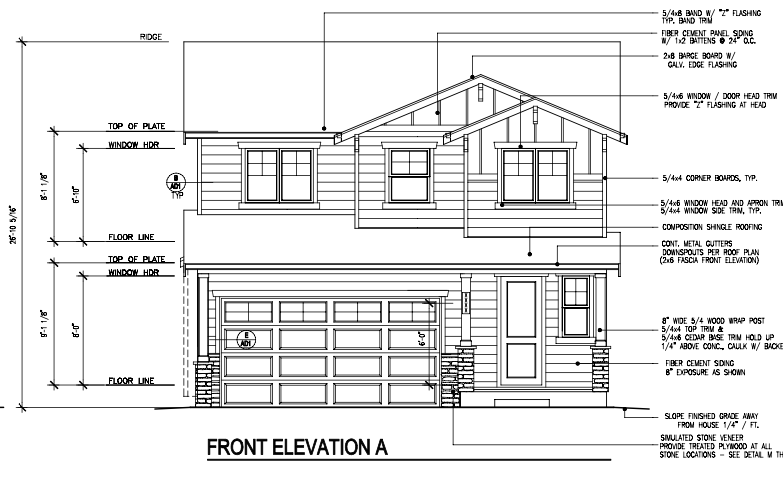 5/4x8 BAND W/ "Z" FLASHING
TYP. BAND TRIM
FIBER CEMENT PANEL SIDING
W/ 1x2 BATTENS @ 24" O.C.
RIDGE
2x8 BARGE BOARD W/
GALV. EDGE FLASHING
5/4x6 WINDOW / DOOR HEAD TRIM
PROVIDE "Z" FLASHING AT HEAD
TOP OF PLATE
WINDOW HDR
8'-1 1/8"
6'-10"
B
AD1
TYP
5/4x4 CORNER BOARDS, TYP.
5/4x6 WINDOW HEAD AND APRON TRIM
5/4x4 WINDOW SIDE TRIM, TYP.
26'-10 5/16"
COMPOSITION SHINGLE ROOFING
FLOOR LINE
CONT. METAL GUTTERS
DOWNSPOUTS PER ROOF PLAN
(2x6 FASCIA FRONT ELEVATION)
TOP OF PLATE
WINDOW HDR
9'-1 1/8"
8'-0"
E
AD1
8" WIDE 5/4 WOOD WRAP POST
5/4x4 TOP TRIM &
5/4x6 CEDAR BASE TRIM HOLD UP
1/4" ABOVE CONC., CAULK W/ BACKE
FIBER CEMENT SIDING
8" EXPOSURE AS SHOWN
FLOOR LINE
SLOPE FINISHED GRADE AWAY
FROM HOUSE 1/4" / FT.
FRONT ELEVATION A
SIMULATED STONE VENEER
PROVIDE TREATED PLYWOOD AT ALL
STONE LOCATIONS - SEE DETAIL M TH